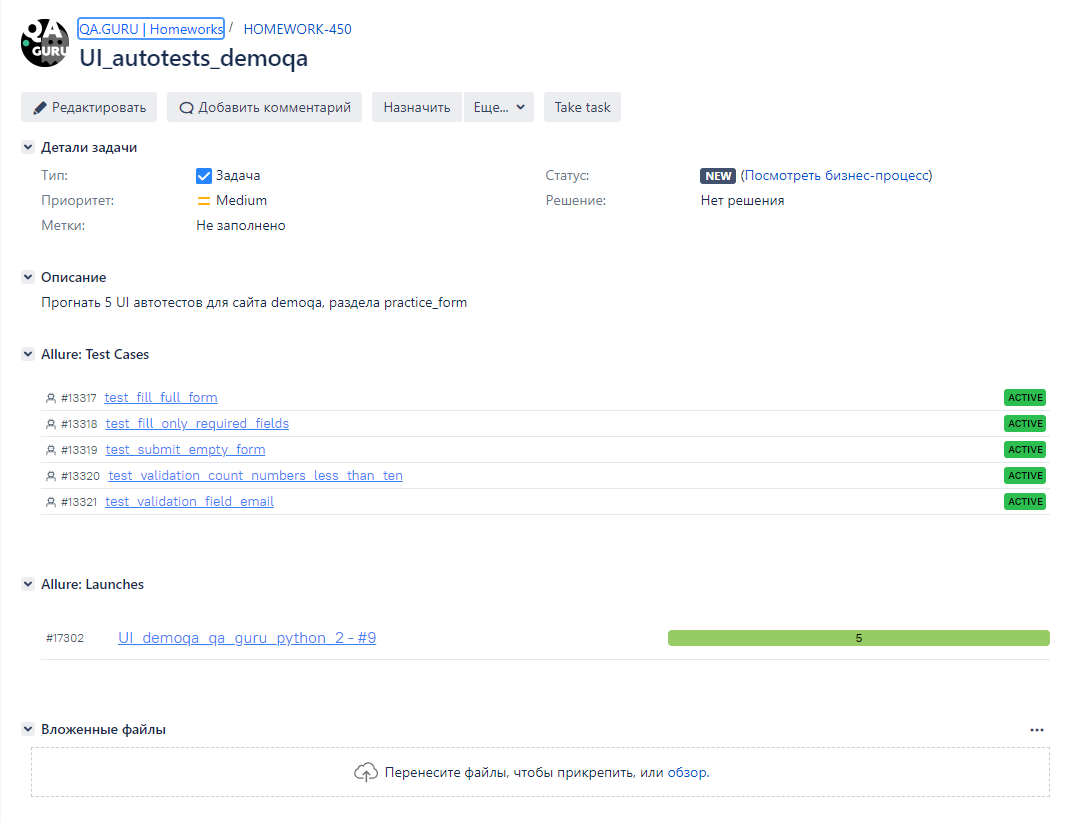 QA
GURU
QA.GURU | Homeworks / HOMEWORK-450
UI_autotests_demoqa
Редактировать Добавить комментарий Назначить Еще... Take task
Детали задачи
Тип: Задача Статус: NEW (Посмотреть бизнес-процесс)
Приоритет: Medium Решение: Нет решения
Метки: Не заполнено
Описание
Прогнать 5 UI автотестов для сайта demoqa, раздела practice_form
Allure: Test Cases
#13317 test_fill_full_form ACTIVE
#13318 test_fill_only_required_fields ACTIVE
#13319 test_submit_empty_form ACTIVE
#13320 test_validation_count_numbers_less_than_ten ACTIVE
#13321 test_validation_field_email ACTIVE
Allure: Launches
#17302 UI_demoqa_qa_guru_python_2 - #9 5
Вложенные файлы ...
Перенесите файлы, чтобы прикрепить, или обзор.